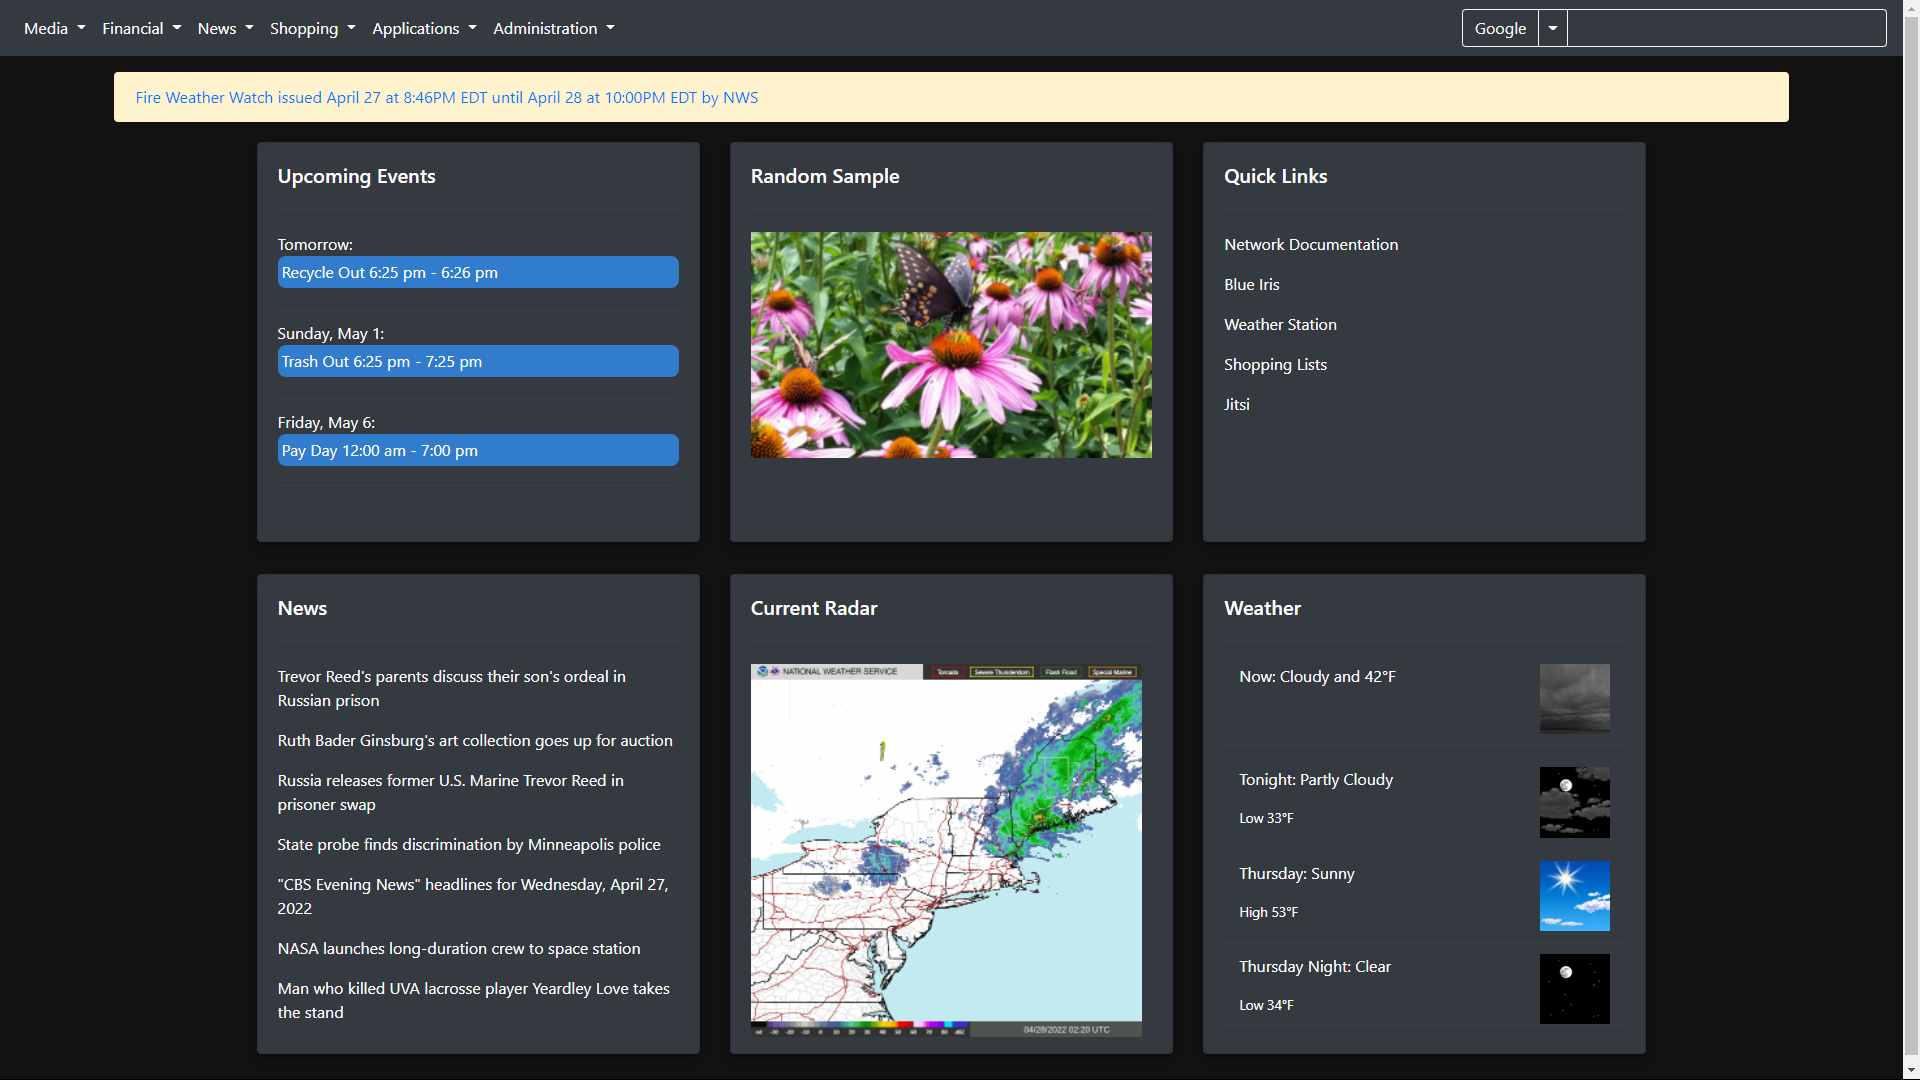 Media Financial News Shopping Applications Administration Google
Fire Weather Watch issued April 27 at 8:46PM EDT until April 28 at 10:00PM EDT by NWS
Upcoming Events
Tomorrow:
Recycle Out 6:25 pm - 6:26 pm
Sunday, May 1:
Trash Out 6:25 pm - 7:25 pm
Friday, May 6:
Pay Day 12:00 am - 7:00 pm
Random Sample
Quick Links
Network Documentation
Blue Iris
Weather Station
Shopping Lists
Jitsi
News
Trevor Reed's parents discuss their son's ordeal in
Russian prison
Ruth Bader Ginsburg's art collection goes up for auction
Russia releases former U.S. Marine Trevor Reed in
prisoner swap
State probe finds discrimination by Minneapolis police
"CBS Evening News" headlines for Wednesday, April 27,
2022
NASA launches long-duration crew to space station
Man who killed UVA lacrosse player Yeardley Love takes
the stand
Current Radar
NATIONAL WEATHER SERVICE Tornado Severe Thunderstorm Flash Flood Special Marine
04/28/2022 02:20 UTC
Weather
Now: Cloudy and 42°F
Tonight: Partly Cloudy
Low 33°F
Thursday: Sunny
High 53°F
Thursday Night: Clear
Low 34°F